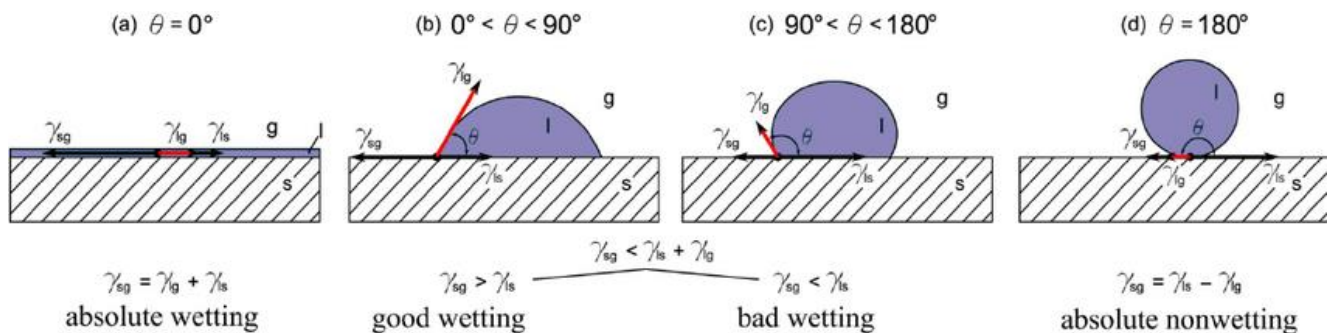 (a) θ = 0°
(b) 0° < θ < 90°
(c) 90° < θ < 180°
(d) θ = 180°
γsg γlg γls g l s
γlg g l θ γsg γls s
γlg g l θ γsg γls s
l g θ γsg γlg γls s
γsg < γls + γlg
γsg = γlg + γls
γsg > γls
γsg < γls
γsg = γls − γlg
absolute wetting
good wetting
bad wetting
absolute nonwetting